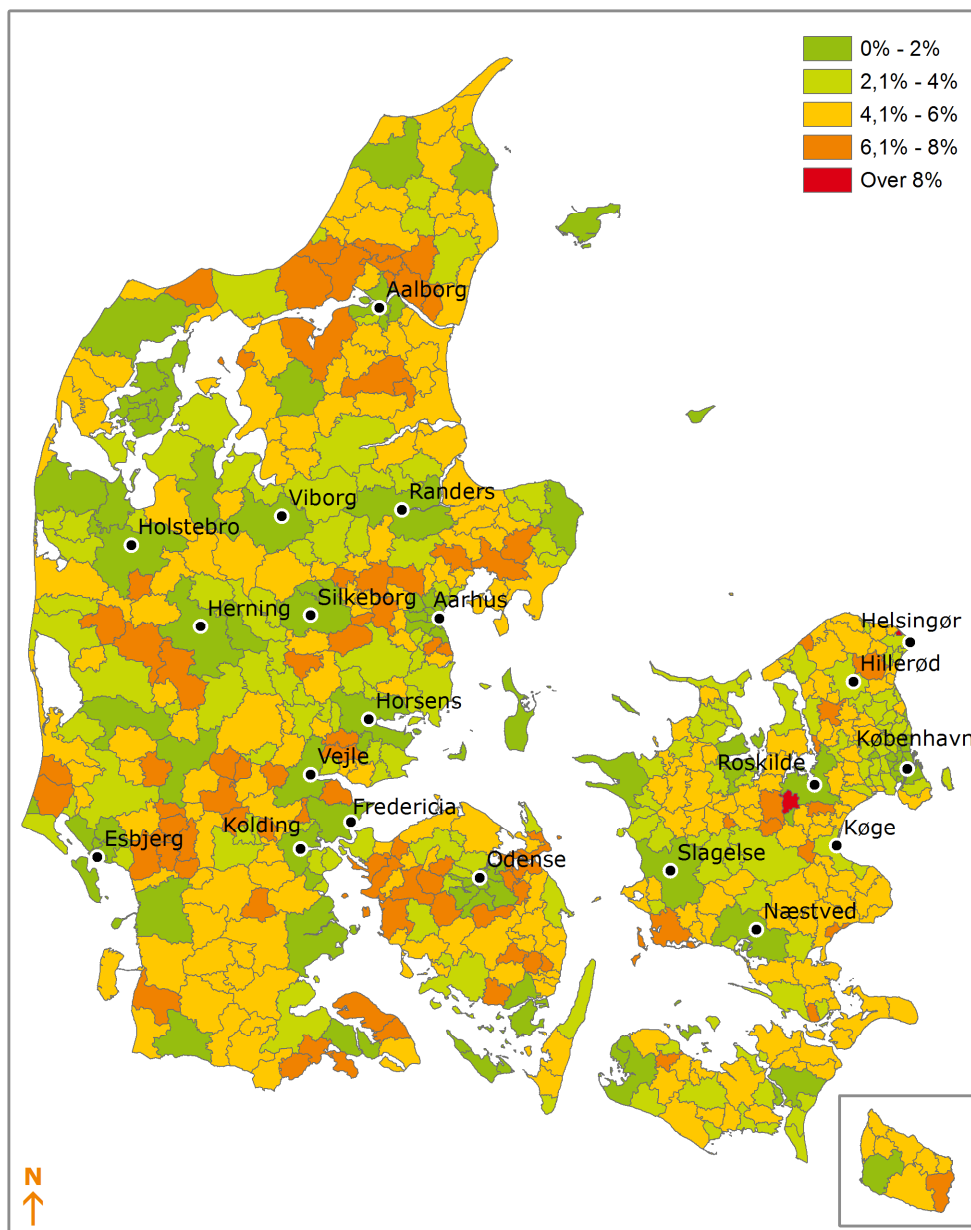 0% - 2%
2,1% - 4%
4,1% - 6%
6,1% - 8%
Over 8%
Aalborg
Viborg
Randers
Holstebro
Silkeborg
Aarhus
Herning
Helsingør
Hillerød
Horsens
København
Vejle
Roskilde
Fredericia
Esbjerg
Kolding
Køge
Odense
Slagelse
Næstved
N